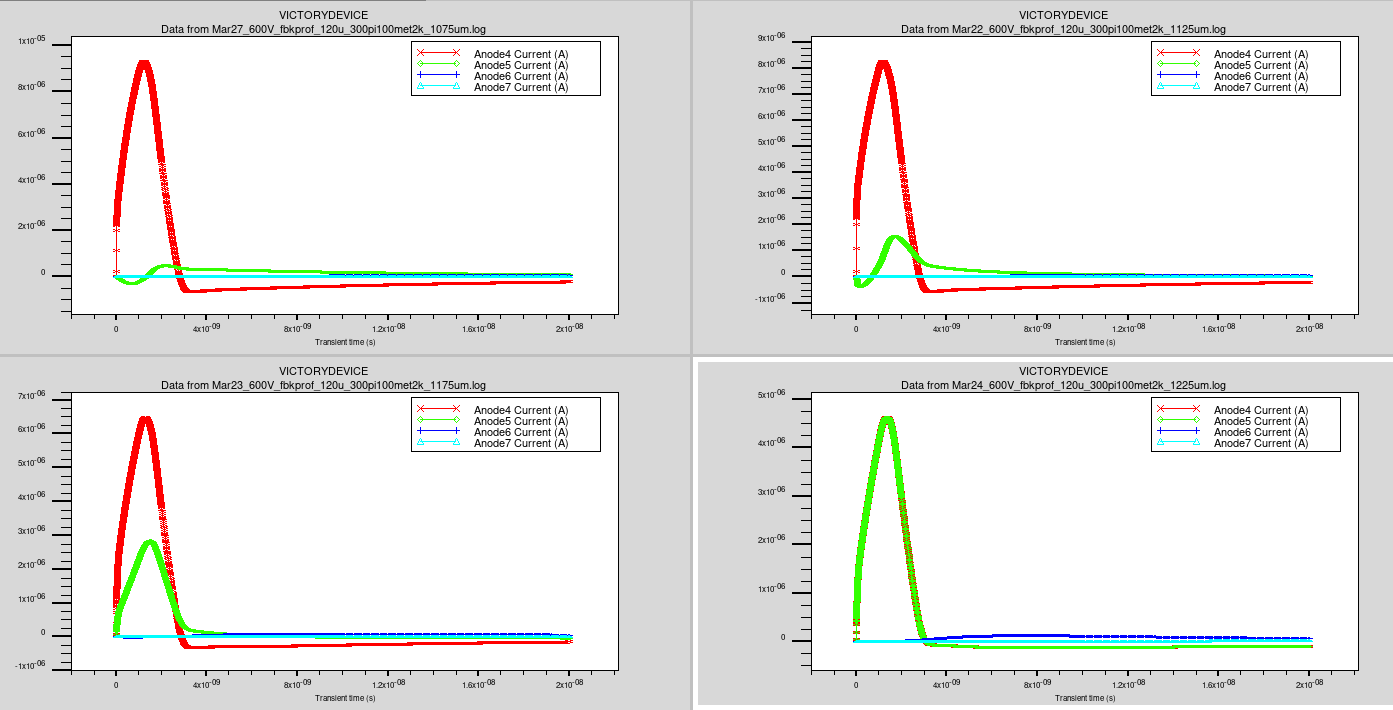 VICTORYDEVICE
Data from Mar27_600V_fbkprof_120u_300pi100met2k_1075um.log
Anode4 Current (A)
Anode5 Current (A)
Anode6 Current (A)
Anode7 Current (A)
1x10-05
8x10-06
6x10-06
4x10-06
2x10-06
0
0
4x10-09
8x10-09
1.2x10-08
1.6x10-08
2x10-08
Transient time (s)
VICTORYDEVICE
Data from Mar22_600V_fbkprof_120u_300pi100met2k_1125um.log
Anode4 Current (A)
Anode5 Current (A)
Anode6 Current (A)
Anode7 Current (A)
9x10-06
8x10-06
7x10-06
6x10-06
5x10-06
4x10-06
3x10-06
2x10-06
1x10-06
0
-1x10-06
0
4x10-09
8x10-09
1.2x10-08
1.6x10-08
2x10-08
Transient time (s)
VICTORYDEVICE
Data from Mar23_600V_fbkprof_120u_300pi100met2k_1175um.log
Anode4 Current (A)
Anode5 Current (A)
Anode6 Current (A)
Anode7 Current (A)
7x10-06
6x10-06
5x10-06
4x10-06
3x10-06
2x10-06
1x10-06
0
-1x10-06
0
4x10-09
8x10-09
1.2x10-08
1.6x10-08
2x10-08
Transient time (s)
VICTORYDEVICE
Data from Mar24_600V_fbkprof_120u_300pi100met2k_1225um.log
Anode4 Current (A)
Anode5 Current (A)
Anode6 Current (A)
Anode7 Current (A)
5x10-06
4x10-06
3x10-06
2x10-06
1x10-06
0
0
4x10-09
8x10-09
1.2x10-08
1.6x10-08
2x10-08
Transient time (s)